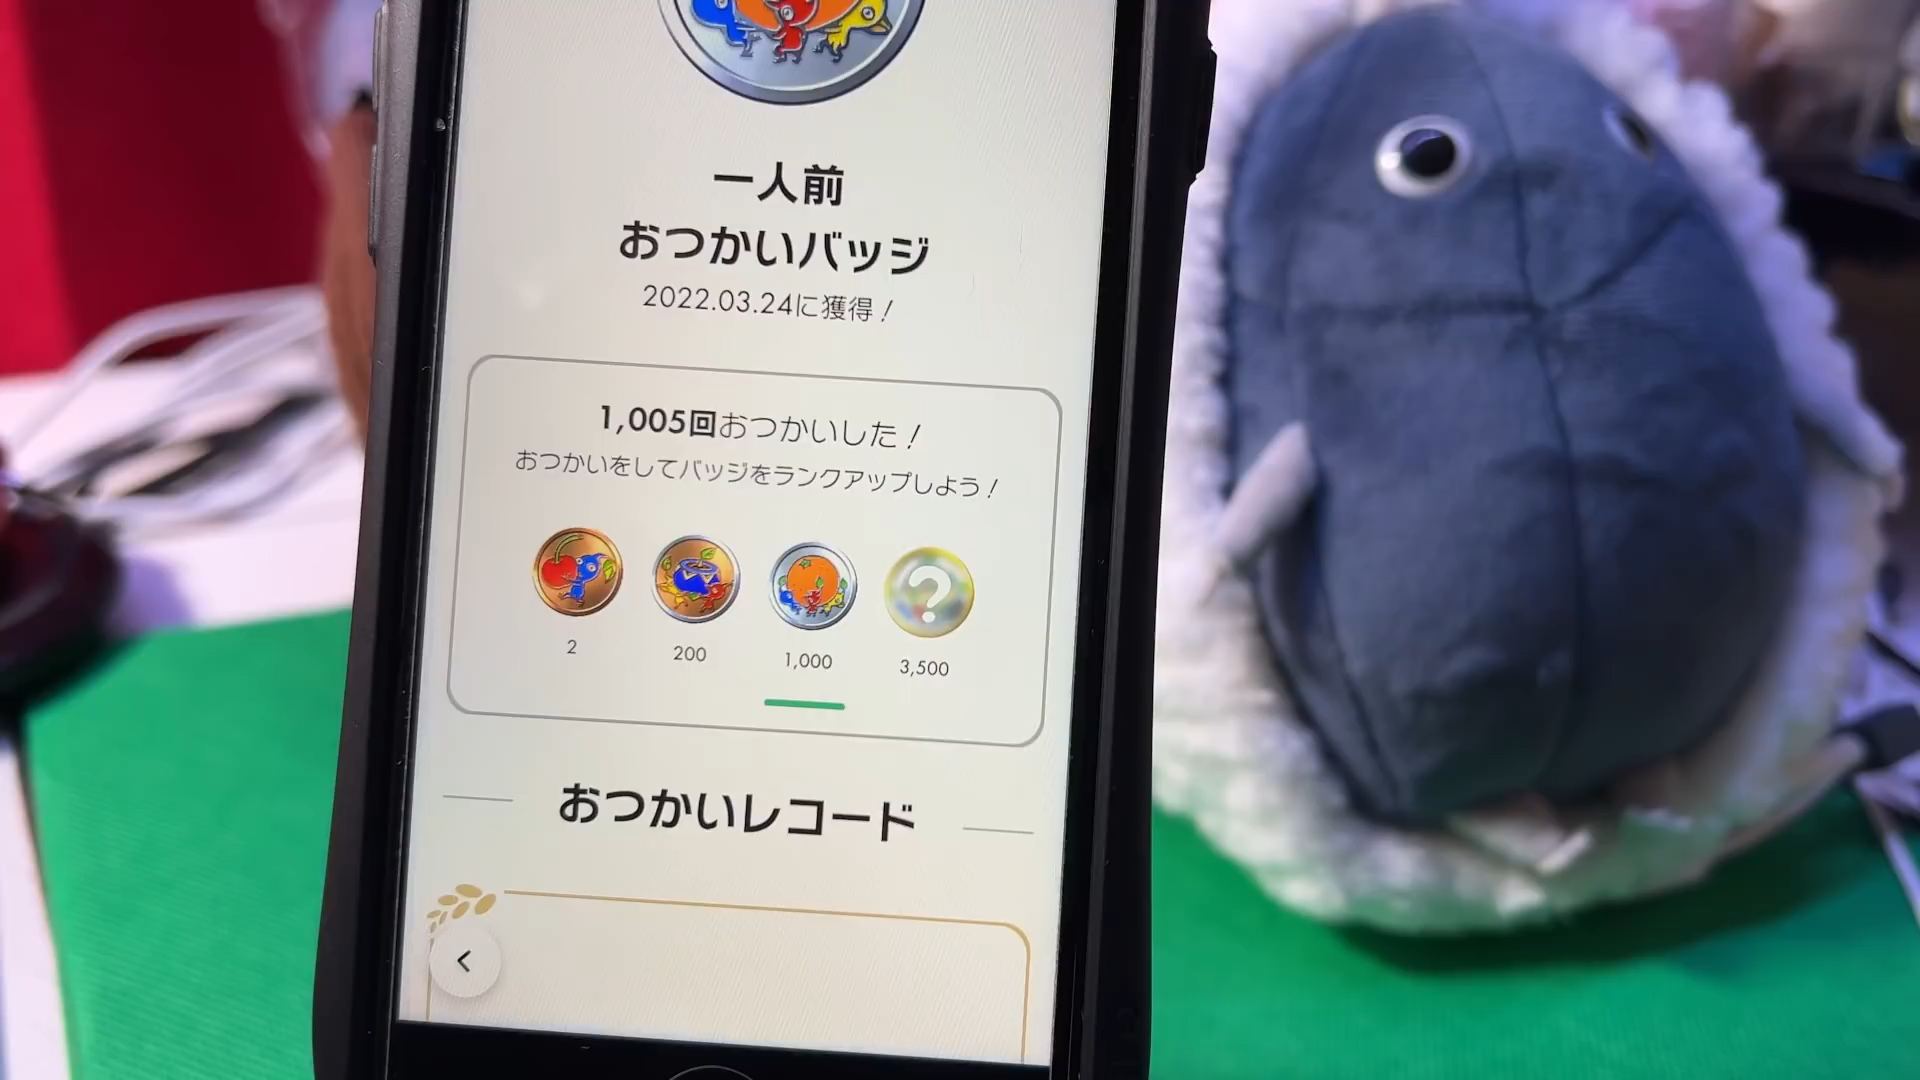 一人前
おつかいバッジ
2022.03.24に獲得！
1,005回おつかいした！
おつかいをしてバッジをランクアップしよう！
?
2
200
1,000
3,500
おつかいレコード